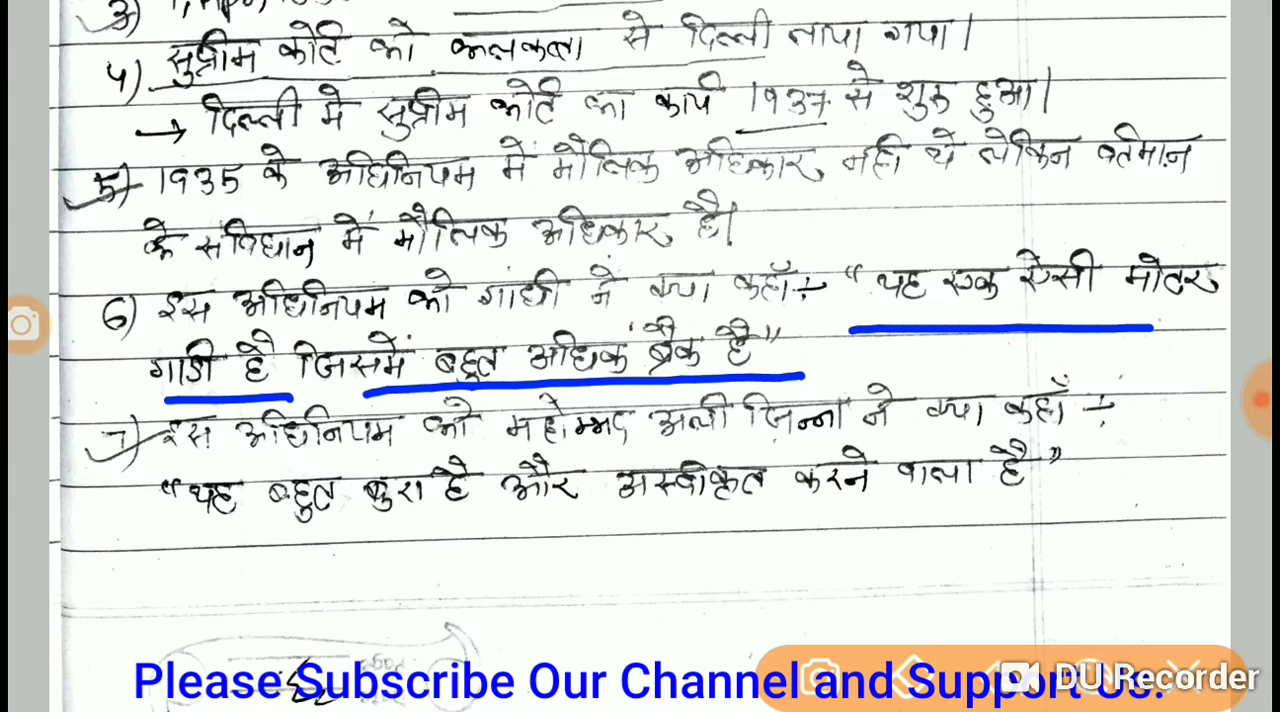 3)
4) सुप्रीम कोर्ट को कलकत्ता से दिल्ली लाया गया।
→ दिल्ली में सुप्रीम कोर्ट का कार्य 1937 से शुरू हुआ।
5) 1935 के अधिनियम में मौलिक अधिकार नहीं थे लेकिन वर्तमान
के संविधान में मौलिक अधिकार है।
6) इस अधिनियम को गांधी ने क्या कहाँ :- "यह एक ऐसी मोटर
गाडी है जिसमें बहुत अधिक ब्रेक है"
7) इस अधिनियम को महोम्मद अली जिन्ना ने क्या कहाँ :-
"यह बहुत बुरा है और अस्वीकृत करने वाला है"
Please Subscribe Our Channel and Support Us.
DU Recorder